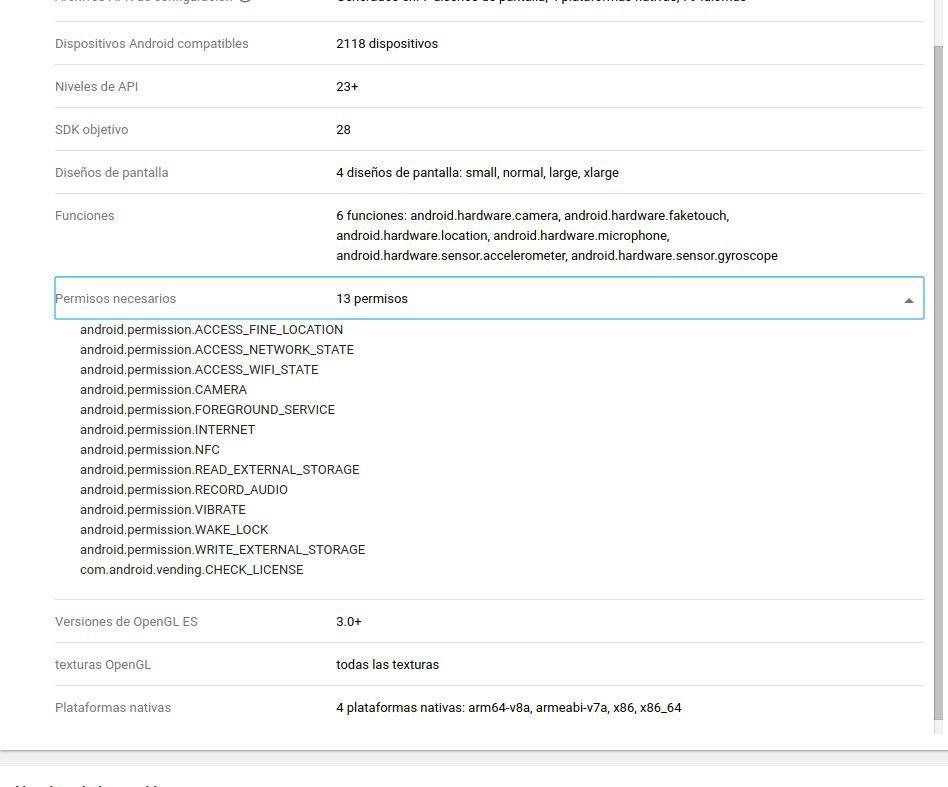 Dispositivos Android compatibles 2118 dispositivos
Niveles de API 23+
SDK objetivo 28
Diseños de pantalla 4 diseños de pantalla: small, normal, large, xlarge
Funciones 6 funciones: android.hardware.camera, android.hardware.faketouch,
android.hardware.location, android.hardware.microphone,
android.hardware.sensor.accelerometer, android.hardware.sensor.gyroscope
Permisos necesarios 13 permisos
android.permission.ACCESS_FINE_LOCATION
android.permission.ACCESS_NETWORK_STATE
android.permission.ACCESS_WIFI_STATE
android.permission.CAMERA
android.permission.FOREGROUND_SERVICE
android.permission.INTERNET
android.permission.NFC
android.permission.READ_EXTERNAL_STORAGE
android.permission.RECORD_AUDIO
android.permission.VIBRATE
android.permission.WAKE_LOCK
android.permission.WRITE_EXTERNAL_STORAGE
com.android.vending.CHECK_LICENSE
Versiones de OpenGL ES 3.0+
texturas OpenGL todas las texturas
Plataformas nativas 4 plataformas nativas: arm64-v8a, armeabi-v7a, x86, x86_64